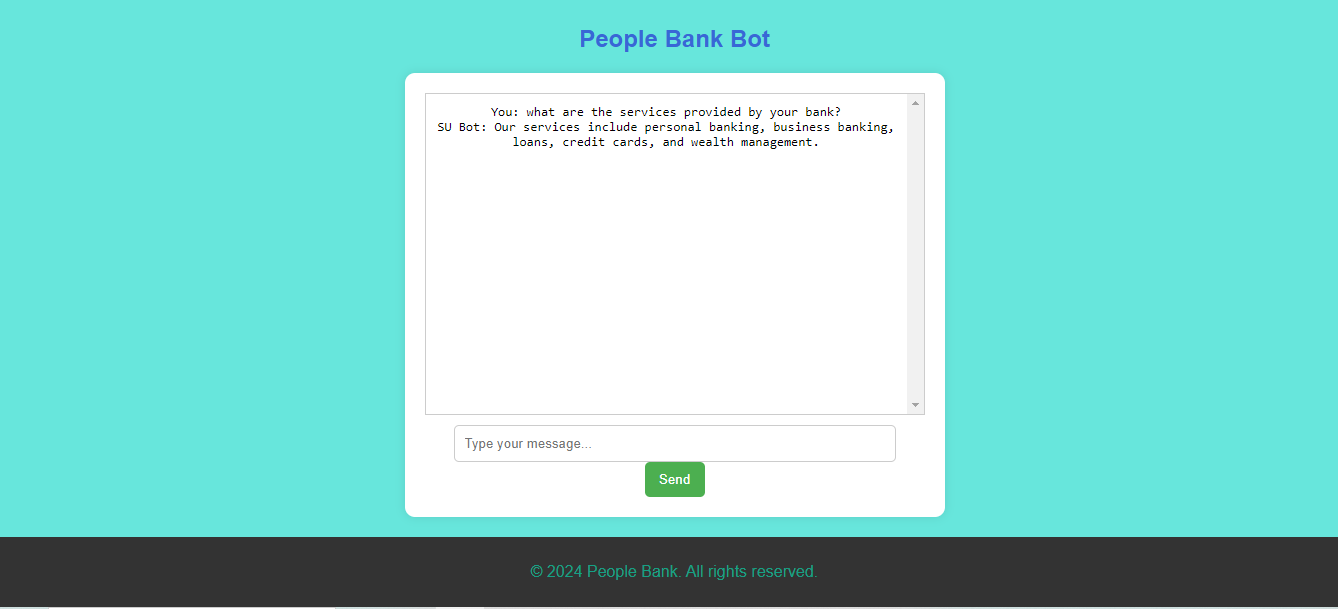 People Bank Bot
You: what are the services provided by your bank?
SU Bot: Our services include personal banking, business banking,
loans, credit cards, and wealth management.
Type your message...
Send
© 2024 People Bank. All rights reserved.